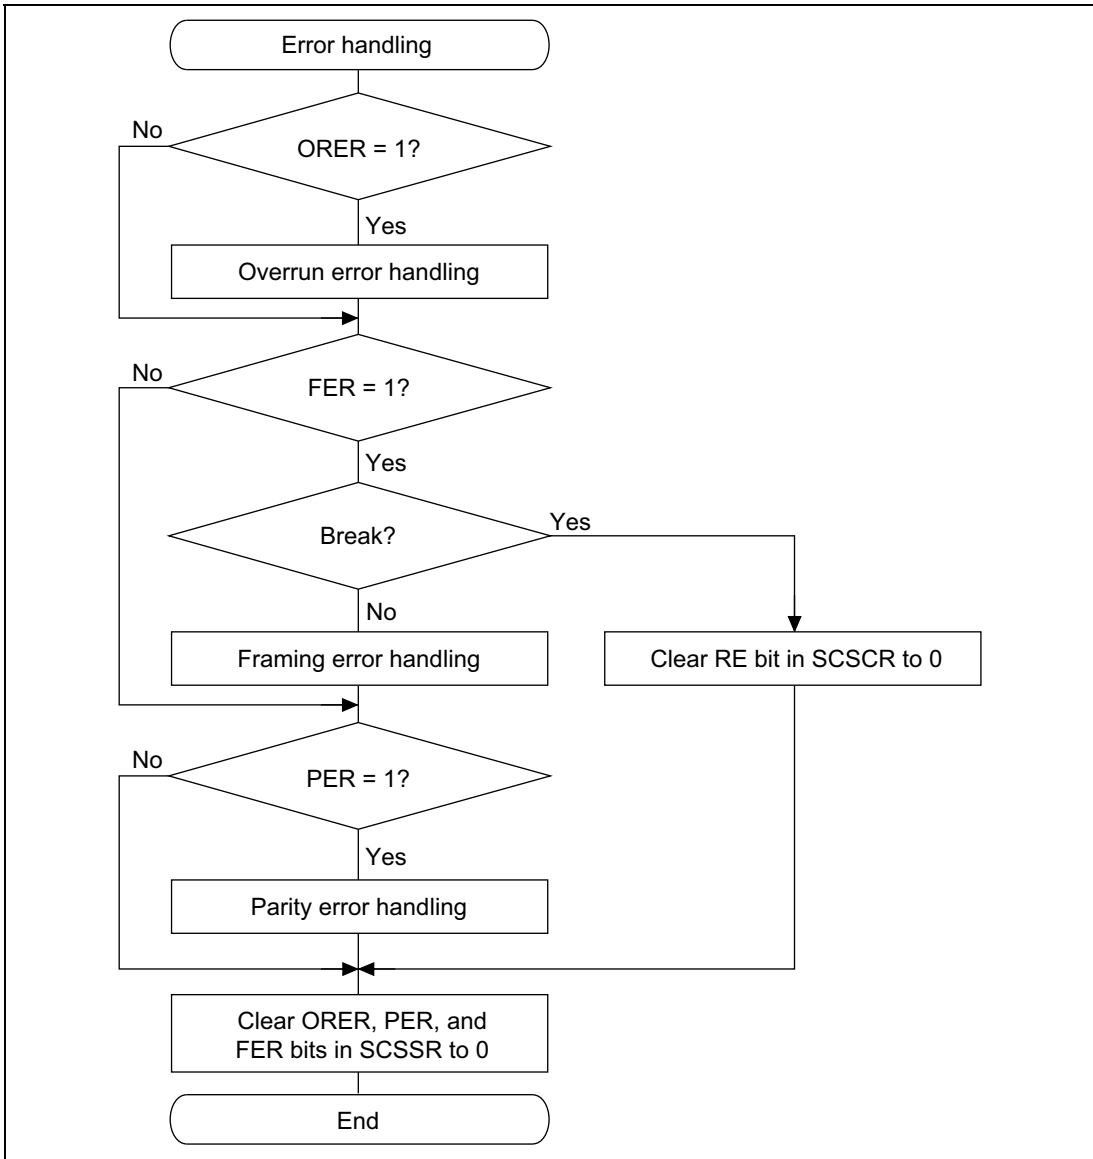 Error handling
No
ORER = 1?
Yes
Overrun error handling
No
FER = 1?
Yes
Break?
Yes
No
Framing error handling
Clear RE bit in SCSCR to 0
No
PER = 1?
Yes
Parity error handling
Clear ORER, PER, and
FER bits in SCSSR to 0
End